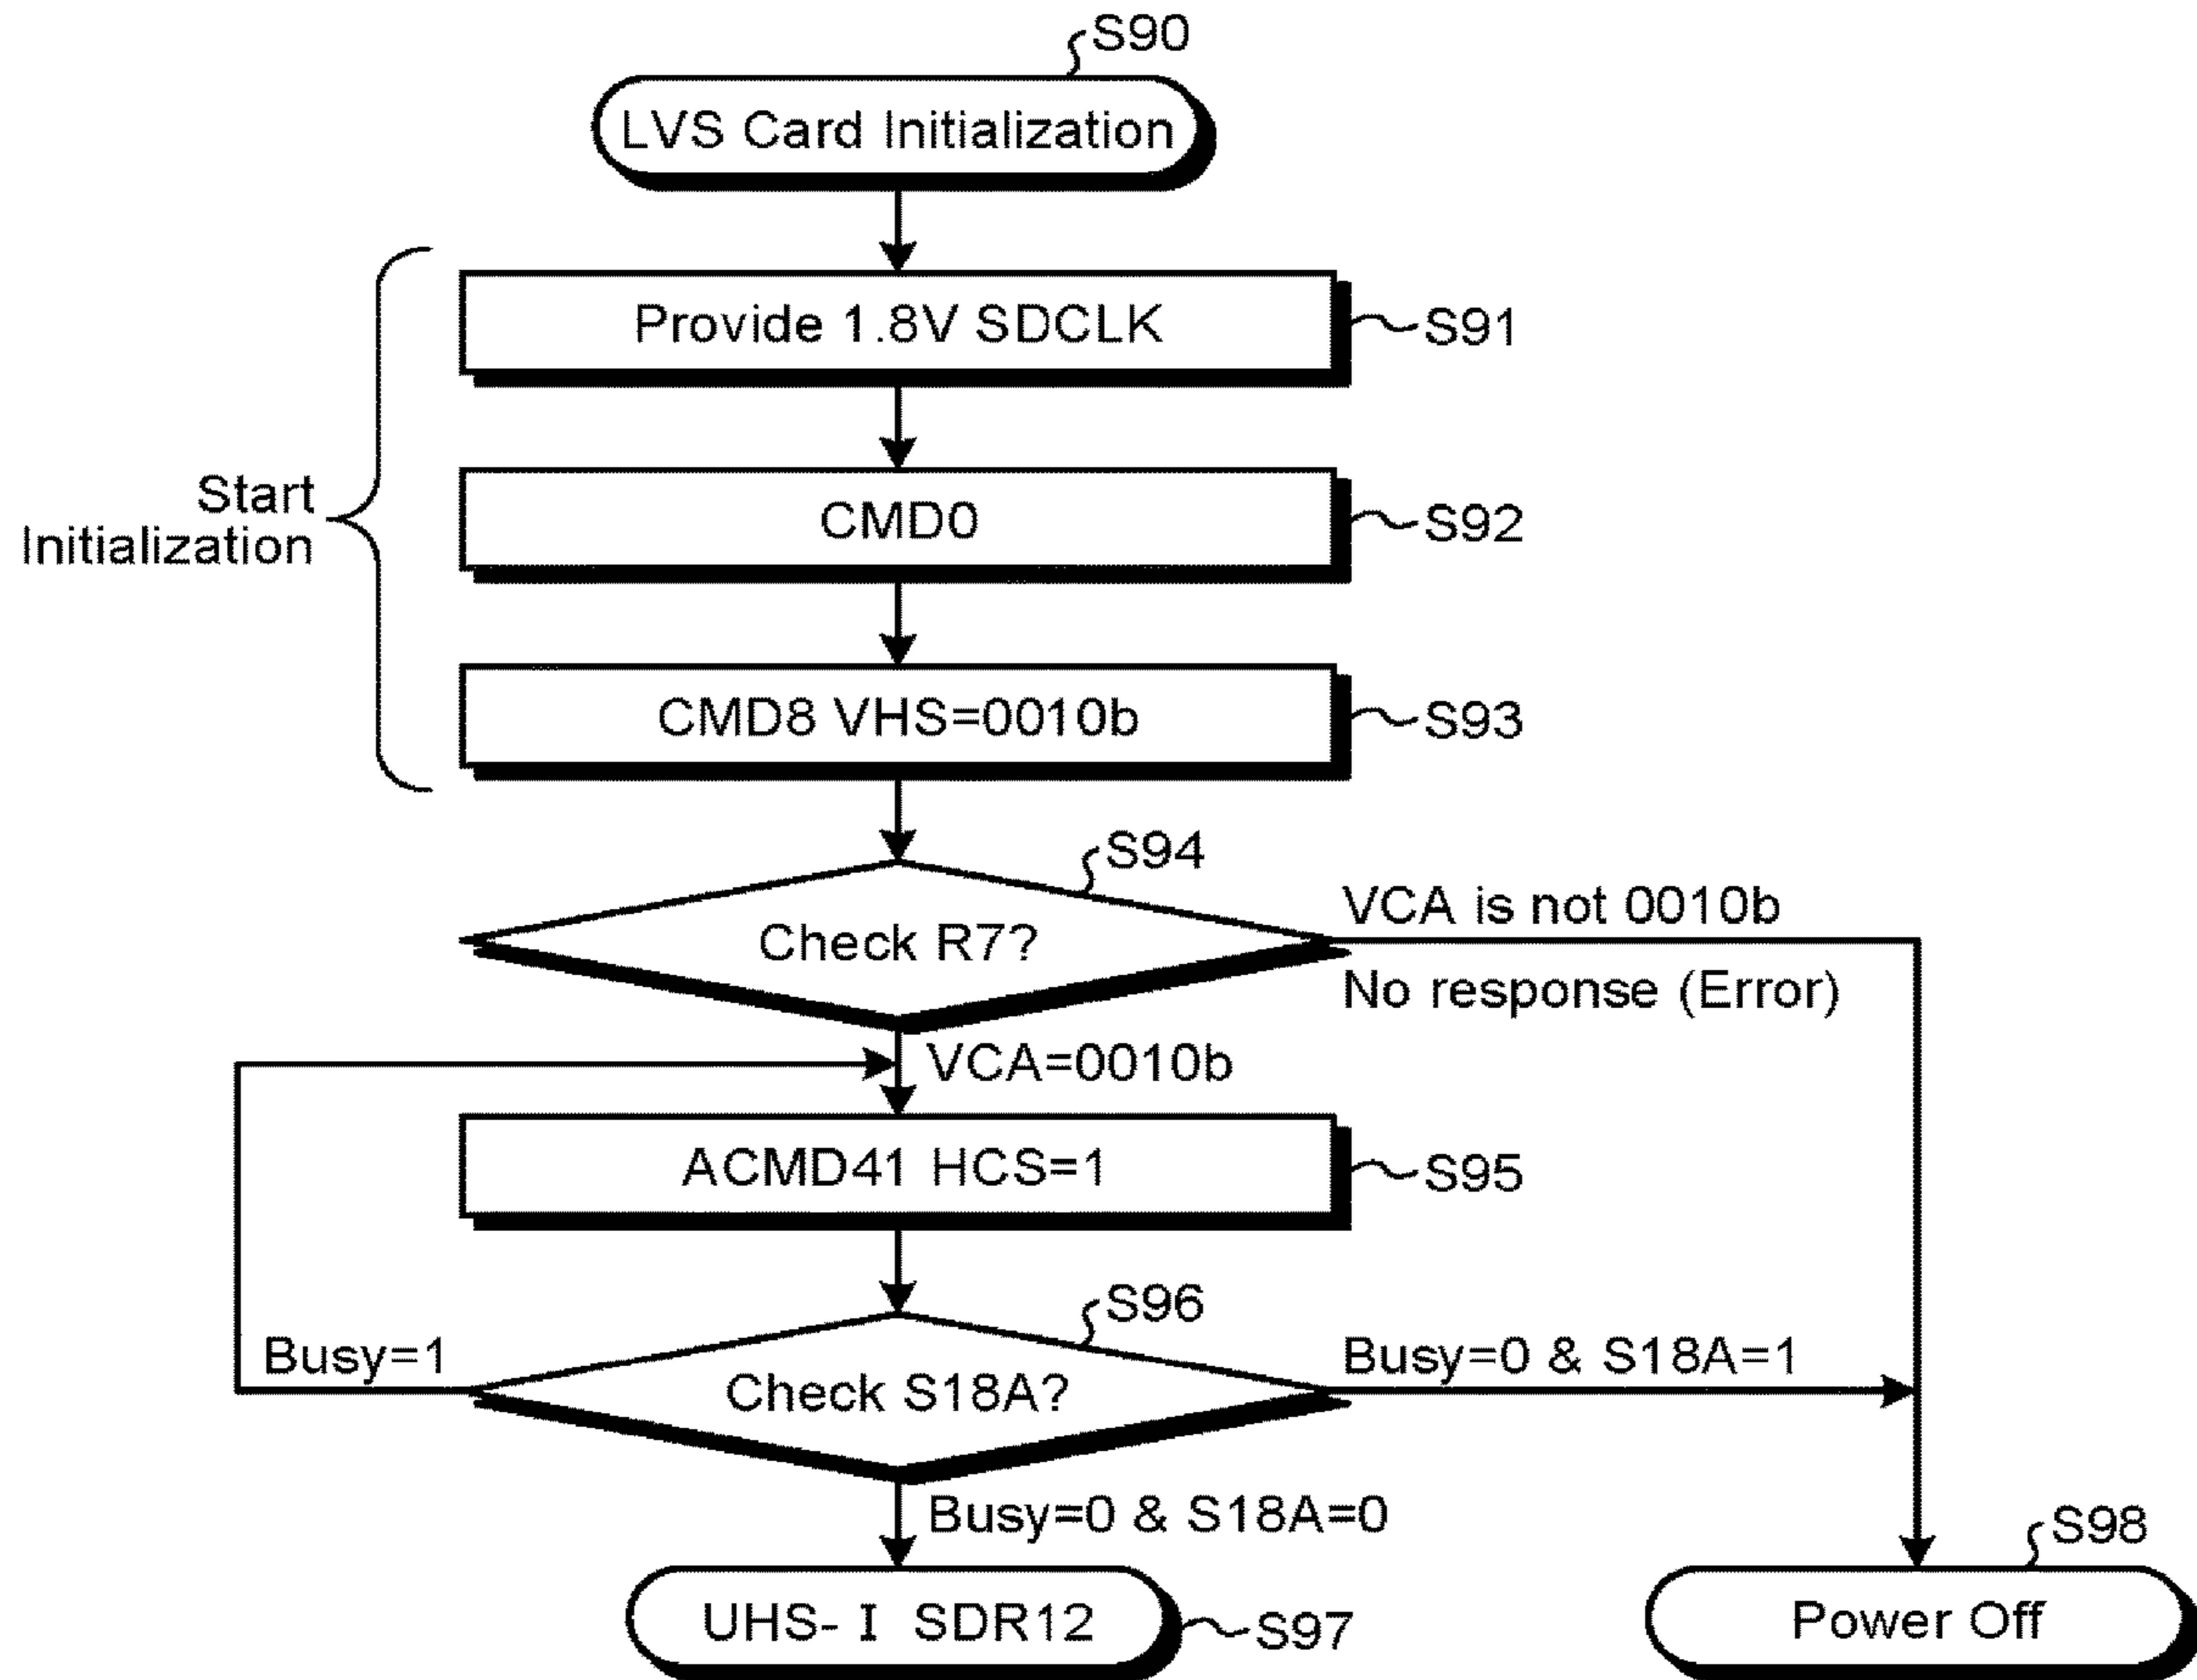 S90
LVS Card Initialization
Provide 1.8V SDCLK
S91
Start
Initialization
CMD0
S92
CMD8 VHS=0010b
S93
S94
Check R7?
VCA is not 0010b
No response (Error)
VCA=0010b
ACMD41 HCS=1
S95
S96
Busy=1
Check S18A?
Busy=0 & S18A=1
Busy=0 & S18A=0
UHS- I SDR12
S97
S98
Power Off